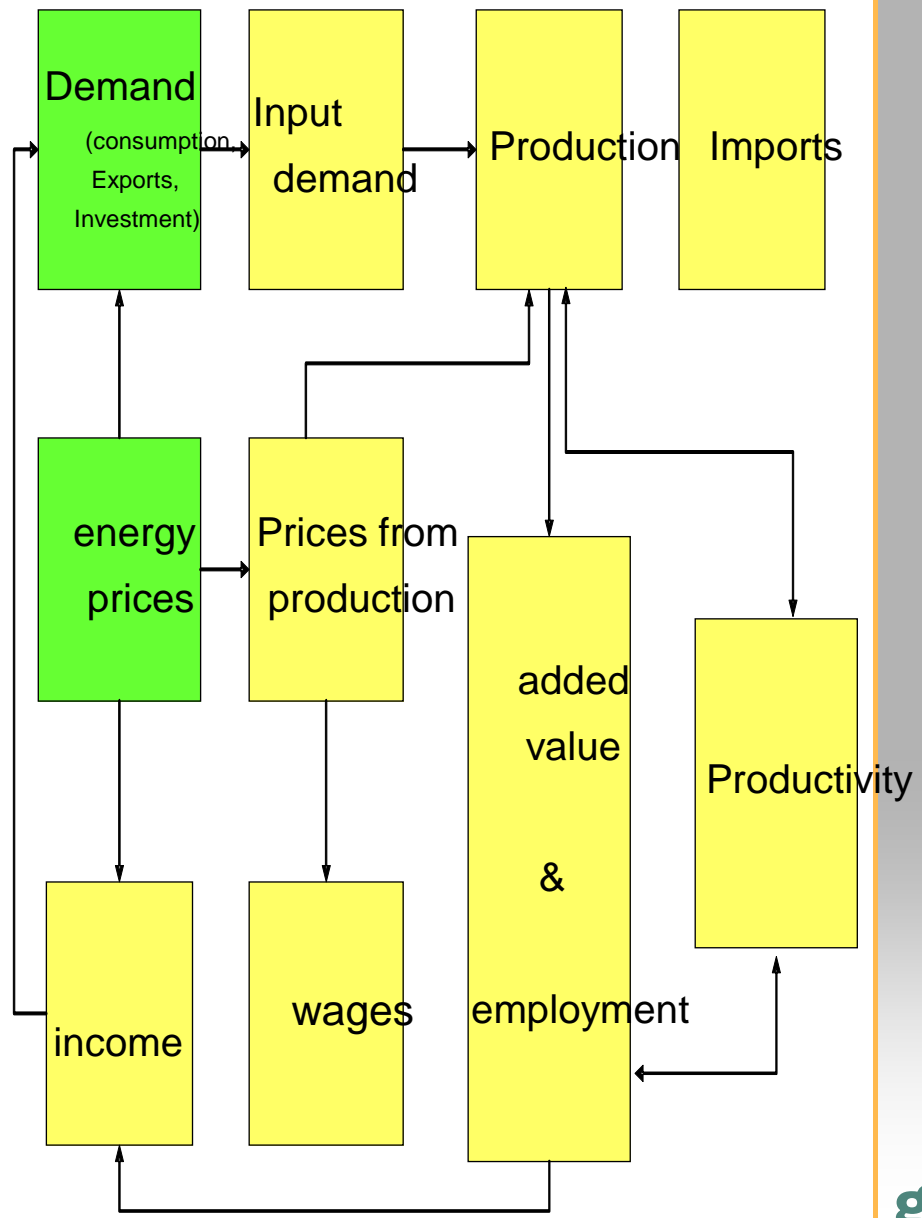 Demand
(consumption,
Exports,
Investment)
Input
demand
Production
Imports
energy
prices
Prices from
production
added
value
&
employment
Productivity
income
wages
g